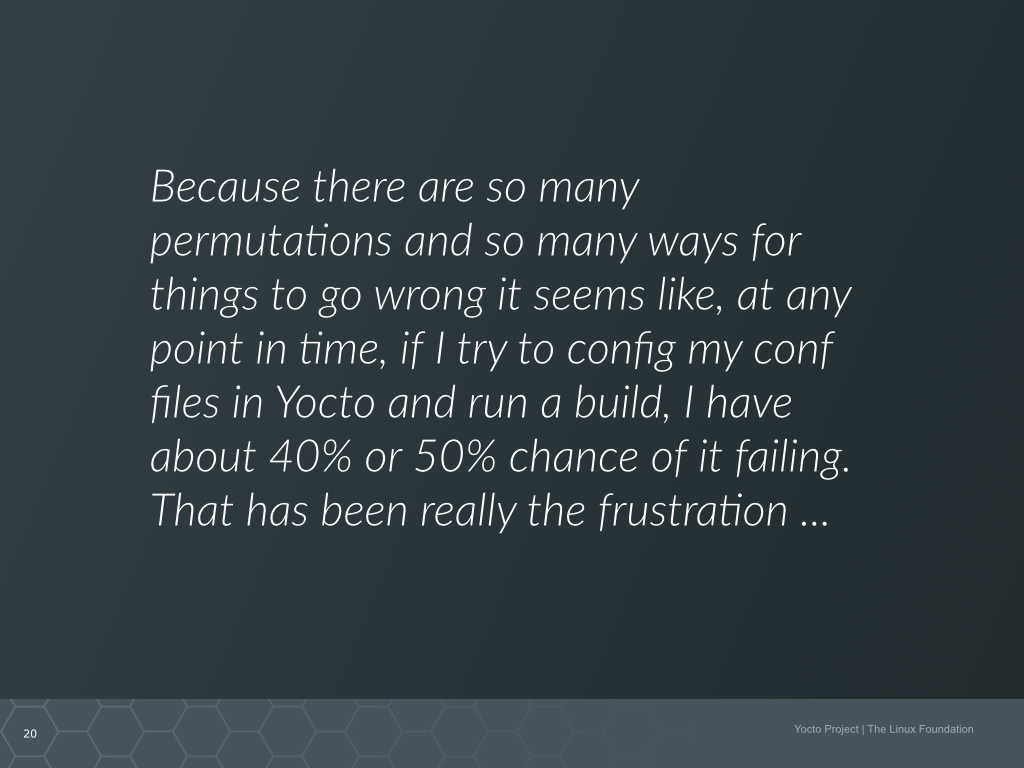 Because there are so many
permutations and so many ways for
things to go wrong it seems like, at any
point in time, if I try to config my conf
files in Yocto and run a build, I have
about 40% or 50% chance of it failing.
That has been really the frustration ...
20
Yocto Project | The Linux Foundation